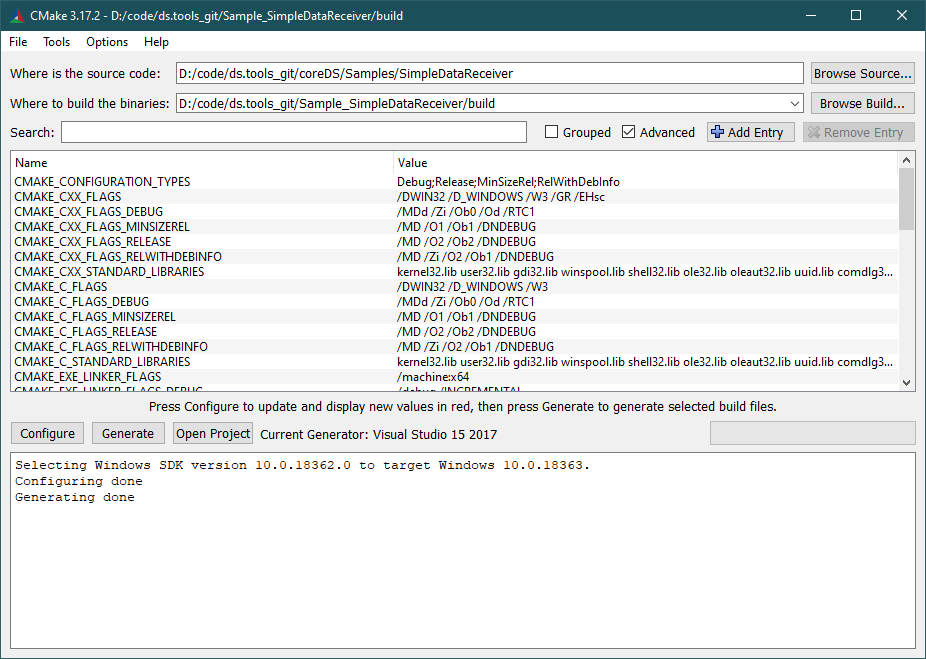 CMake 3.17.2 - D:/code/ds.tools_git/Sample_SimpleDataReceiver/build
File Tools Options Help
Where is the source code: D:/code/ds.tools_git/coreDS/Samples/SimpleDataReceiver Browse Source...
Where to build the binaries: D:/code/ds.tools_git/Sample_SimpleDataReceiver/build Browse Build...
Search: Grouped Advanced Add Entry Remove Entry
Name Value
CMAKE_CONFIGURATION_TYPES Debug;Release;MinSizeRel;RelWithDebInfo
CMAKE_CXX_FLAGS /DWIN32 /D_WINDOWS /W3 /GR /EHsc
CMAKE_CXX_FLAGS_DEBUG /MDd /Zi /Ob0 /Od /RTC1
CMAKE_CXX_FLAGS_MINSIZEREL /MD /O1 /Ob1 /DNDEBUG
CMAKE_CXX_FLAGS_RELEASE /MD /O2 /Ob2 /DNDEBUG
CMAKE_CXX_FLAGS_RELWITHDEBINFO /MD /Zi /O2 /Ob1 /DNDEBUG
CMAKE_CXX_STANDARD_LIBRARIES kernel32.lib user32.lib gdi32.lib winspool.lib shell32.lib ole32.lib oleaut32.lib uuid.lib comdlg3...
CMAKE_C_FLAGS /DWIN32 /D_WINDOWS /W3
CMAKE_C_FLAGS_DEBUG /MDd /Zi /Ob0 /Od /RTC1
CMAKE_C_FLAGS_MINSIZEREL /MD /O1 /Ob1 /DNDEBUG
CMAKE_C_FLAGS_RELEASE /MD /O2 /Ob2 /DNDEBUG
CMAKE_C_FLAGS_RELWITHDEBINFO /MD /Zi /O2 /Ob1 /DNDEBUG
CMAKE_C_STANDARD_LIBRARIES kernel32.lib user32.lib gdi32.lib winspool.lib shell32.lib ole32.lib oleaut32.lib uuid.lib comdlg3...
CMAKE_EXE_LINKER_FLAGS /machine:x64
CMAKE_EXE_LINKER_FLAGS_DEBUG /debug /INCREMENTAL
Press Configure to update and display new values in red, then press Generate to generate selected build files.
Configure Generate Open Project Current Generator: Visual Studio 15 2017
Selecting Windows SDK version 10.0.18362.0 to target Windows 10.0.18363.
Configuring done
Generating done